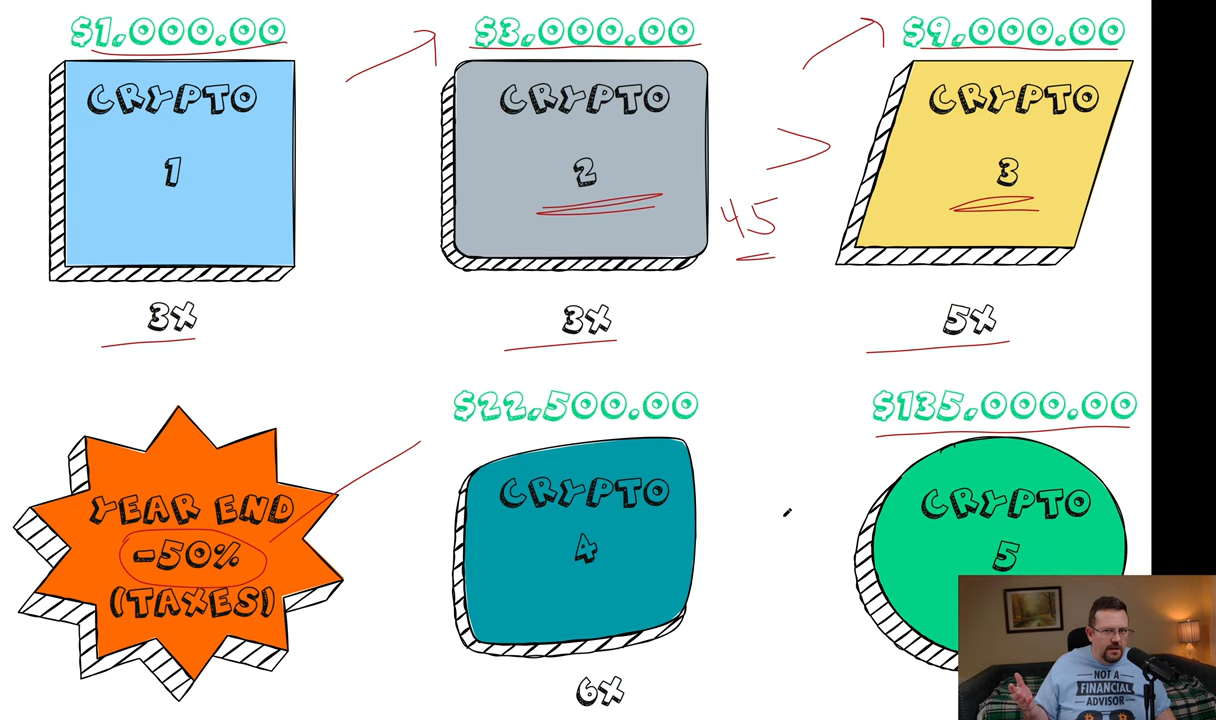 $1,000.00
$3,000.00
$9,000.00
CRYPTO
1
CRYPTO
2
CRYPTO
3
45
3X
3X
5X
$22,500.00
$135,000.00
YEAR END
-50%
(TAXES)
CRYPTO
4
CRYPTO
5
6X
NOT A
FINANCIAL
ADVISOR